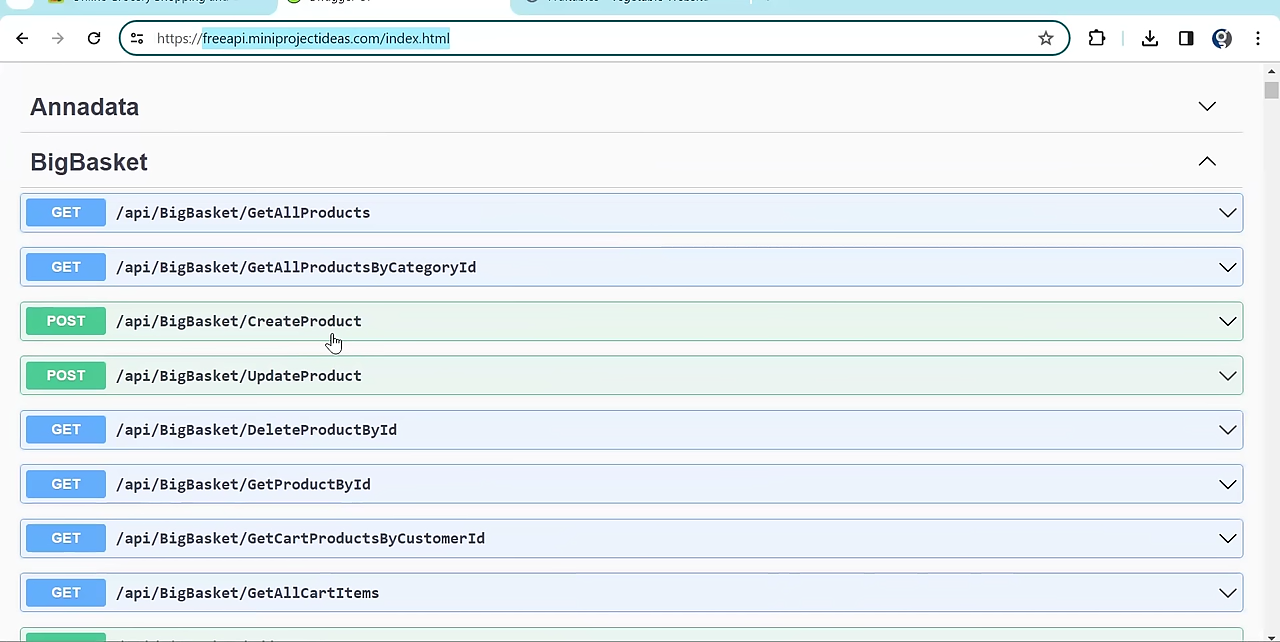 https://freeapi.miniprojectideas.com/index.html
Annadata
BigBasket
GET /api/BigBasket/GetAllProducts
GET /api/BigBasket/GetAllProductsByCategoryId
POST /api/BigBasket/CreateProduct
POST /api/BigBasket/UpdateProduct
GET /api/BigBasket/DeleteProductById
GET /api/BigBasket/GetProductById
GET /api/BigBasket/GetCartProductsByCustomerId
GET /api/BigBasket/GetAllCartItems